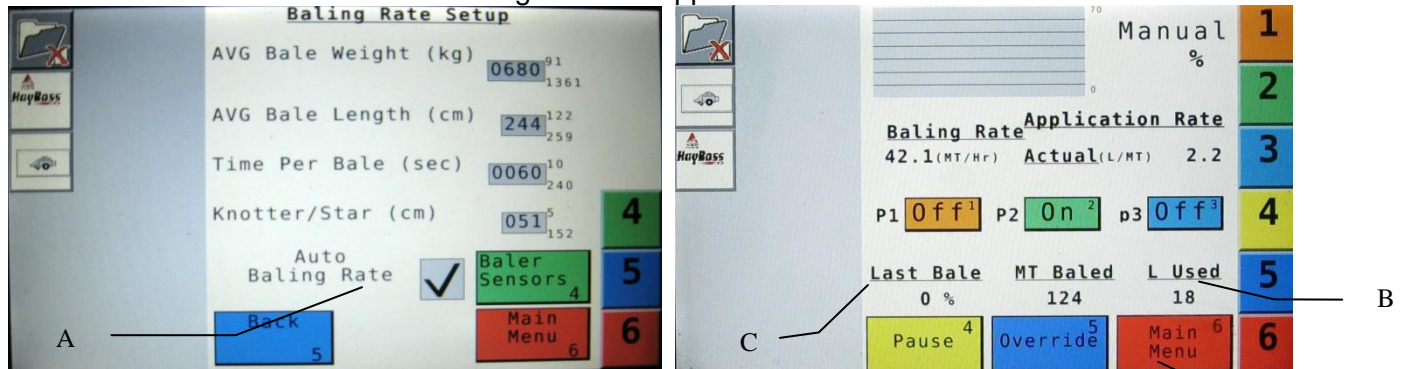 Baling Rate Setup
HayBoss
AVG Bale Weight (kg)
0680 91
1361
AVG Bale Length (cm)
244 122
259
Time Per Bale (sec)
0060 10
240
Knotter/Star (cm)
051 5
152
Auto
Baling Rate
Baler
Sensors
4
Back
5
Main
Menu
6
4
5
6
A
70
0
Manual
%
HayBoss
Baling Rate
42.1(MT/Hr)
Application Rate
Actual(L/MT) 2.2
P1 Off 1 P2 On 2 p3 Off 3
Last Bale MT Baled L Used
0 % 124 18
Pause 4 Override 5 Main 6
Menu
1
2
3
4
5
6
B
C